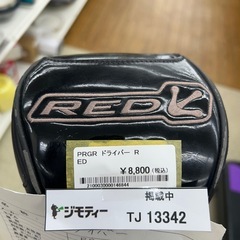 RED
PRGR ドライバー R
ED
¥8,800(税込)
2100030000146844
掲載中
ジモティー
TJ 13342